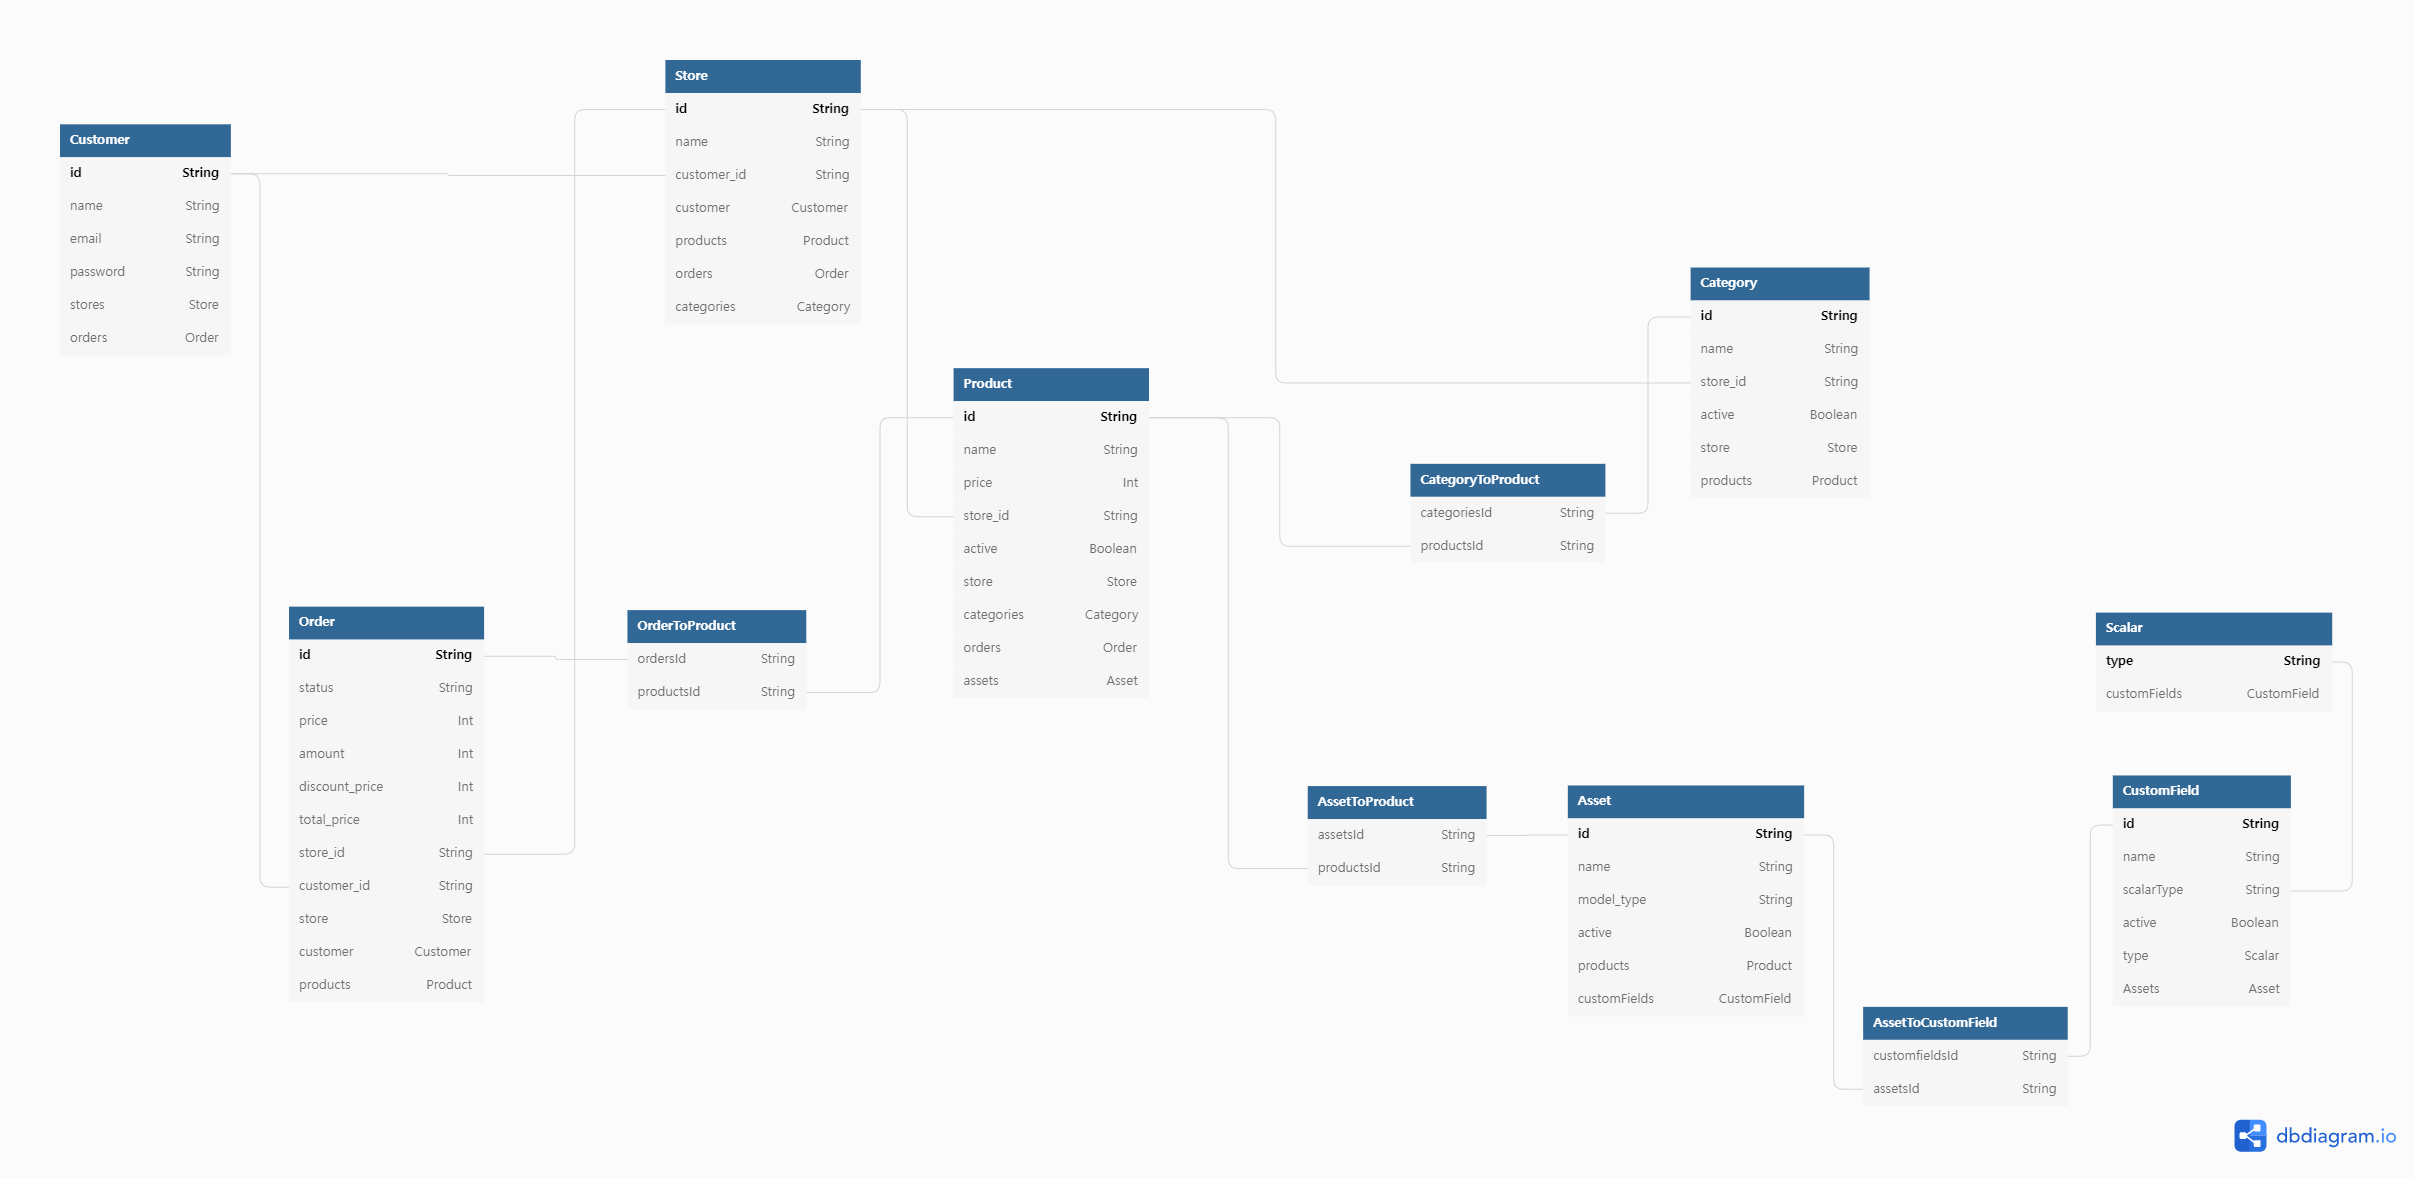 Customer
id String
name String
email String
password String
stores Store
orders Order
Store
id String
name String
customer_id String
customer Customer
products Product
orders Order
categories Category
Category
id String
name String
store_id String
active Boolean
store Store
products Product
Product
id String
name String
price Int
store_id String
active Boolean
store Store
categories Category
orders Order
assets Asset
CategoryToProduct
categoriesId String
productsId String
Order
id String
status String
price Int
amount Int
discount_price Int
total_price Int
store_id String
customer_id String
store Store
customer Customer
products Product
OrderToProduct
ordersId String
productsId String
Scalar
type String
customFields CustomField
AssetToProduct
assetsId String
productsId String
Asset
id String
name String
model_type String
active Boolean
products Product
customFields CustomField
CustomField
id String
name String
scalarType String
active Boolean
type Scalar
Assets Asset
AssetToCustomField
customfieldsId String
assetsId String
dbdiagram.io